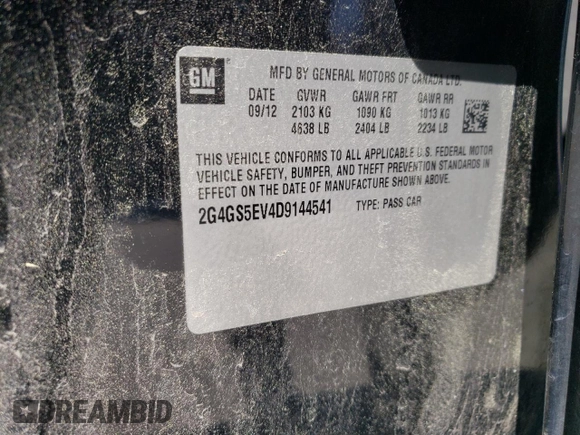 GM
MFD BY GENERAL MOTORS OF CANADA LTD.
DATE GVWR GAWR FRT GAWR RR
09/12 2103 KG 1090 KG 1013 KG
4638 LB 2404 LB 2234 LB
THIS VEHICLE CONFORMS TO ALL APPLICABLE U.S. FEDERAL MOTOR
VEHICLE SAFETY, BUMPER, AND THEFT PREVENTION STANDARDS IN
EFFECT ON THE DATE OF MANUFACTURE SHOWN ABOVE.
2G4GS5EV4D9144541 TYPE: PASS CAR
DREAMBID